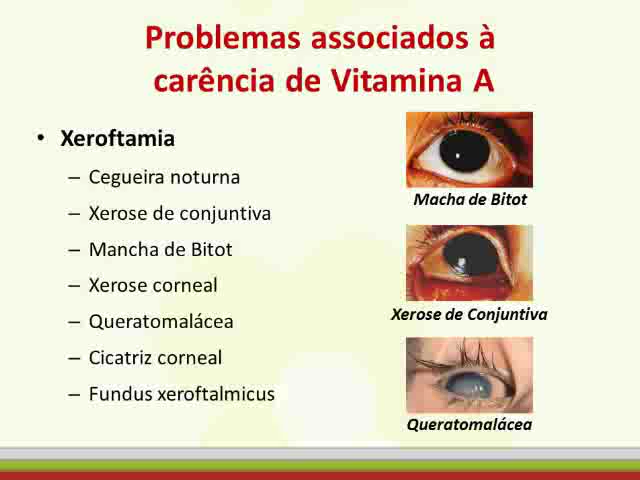 Problemas associados à
carência de Vitamina A
• Xeroftamia
– Cegueira noturna
– Xerose de conjuntiva
– Mancha de Bitot
– Xerose corneal
– Queratomalácea
– Cicatriz corneal
– Fundus xeroftalmicus
Macha de Bitot
Xerose de Conjuntiva
Queratomalácea